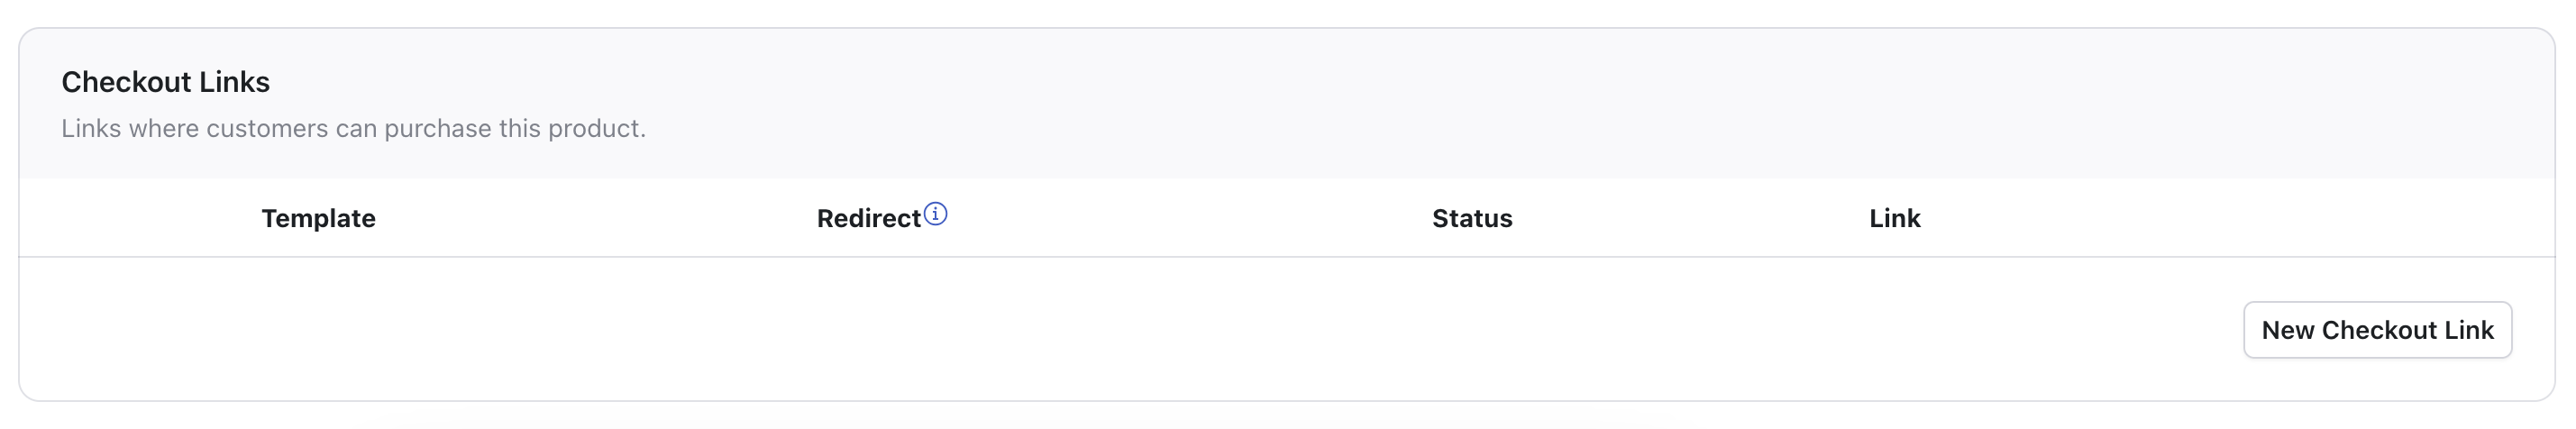 Checkout Links
Links where customers can purchase this product.
Template Redirect Status Link
New Checkout Link